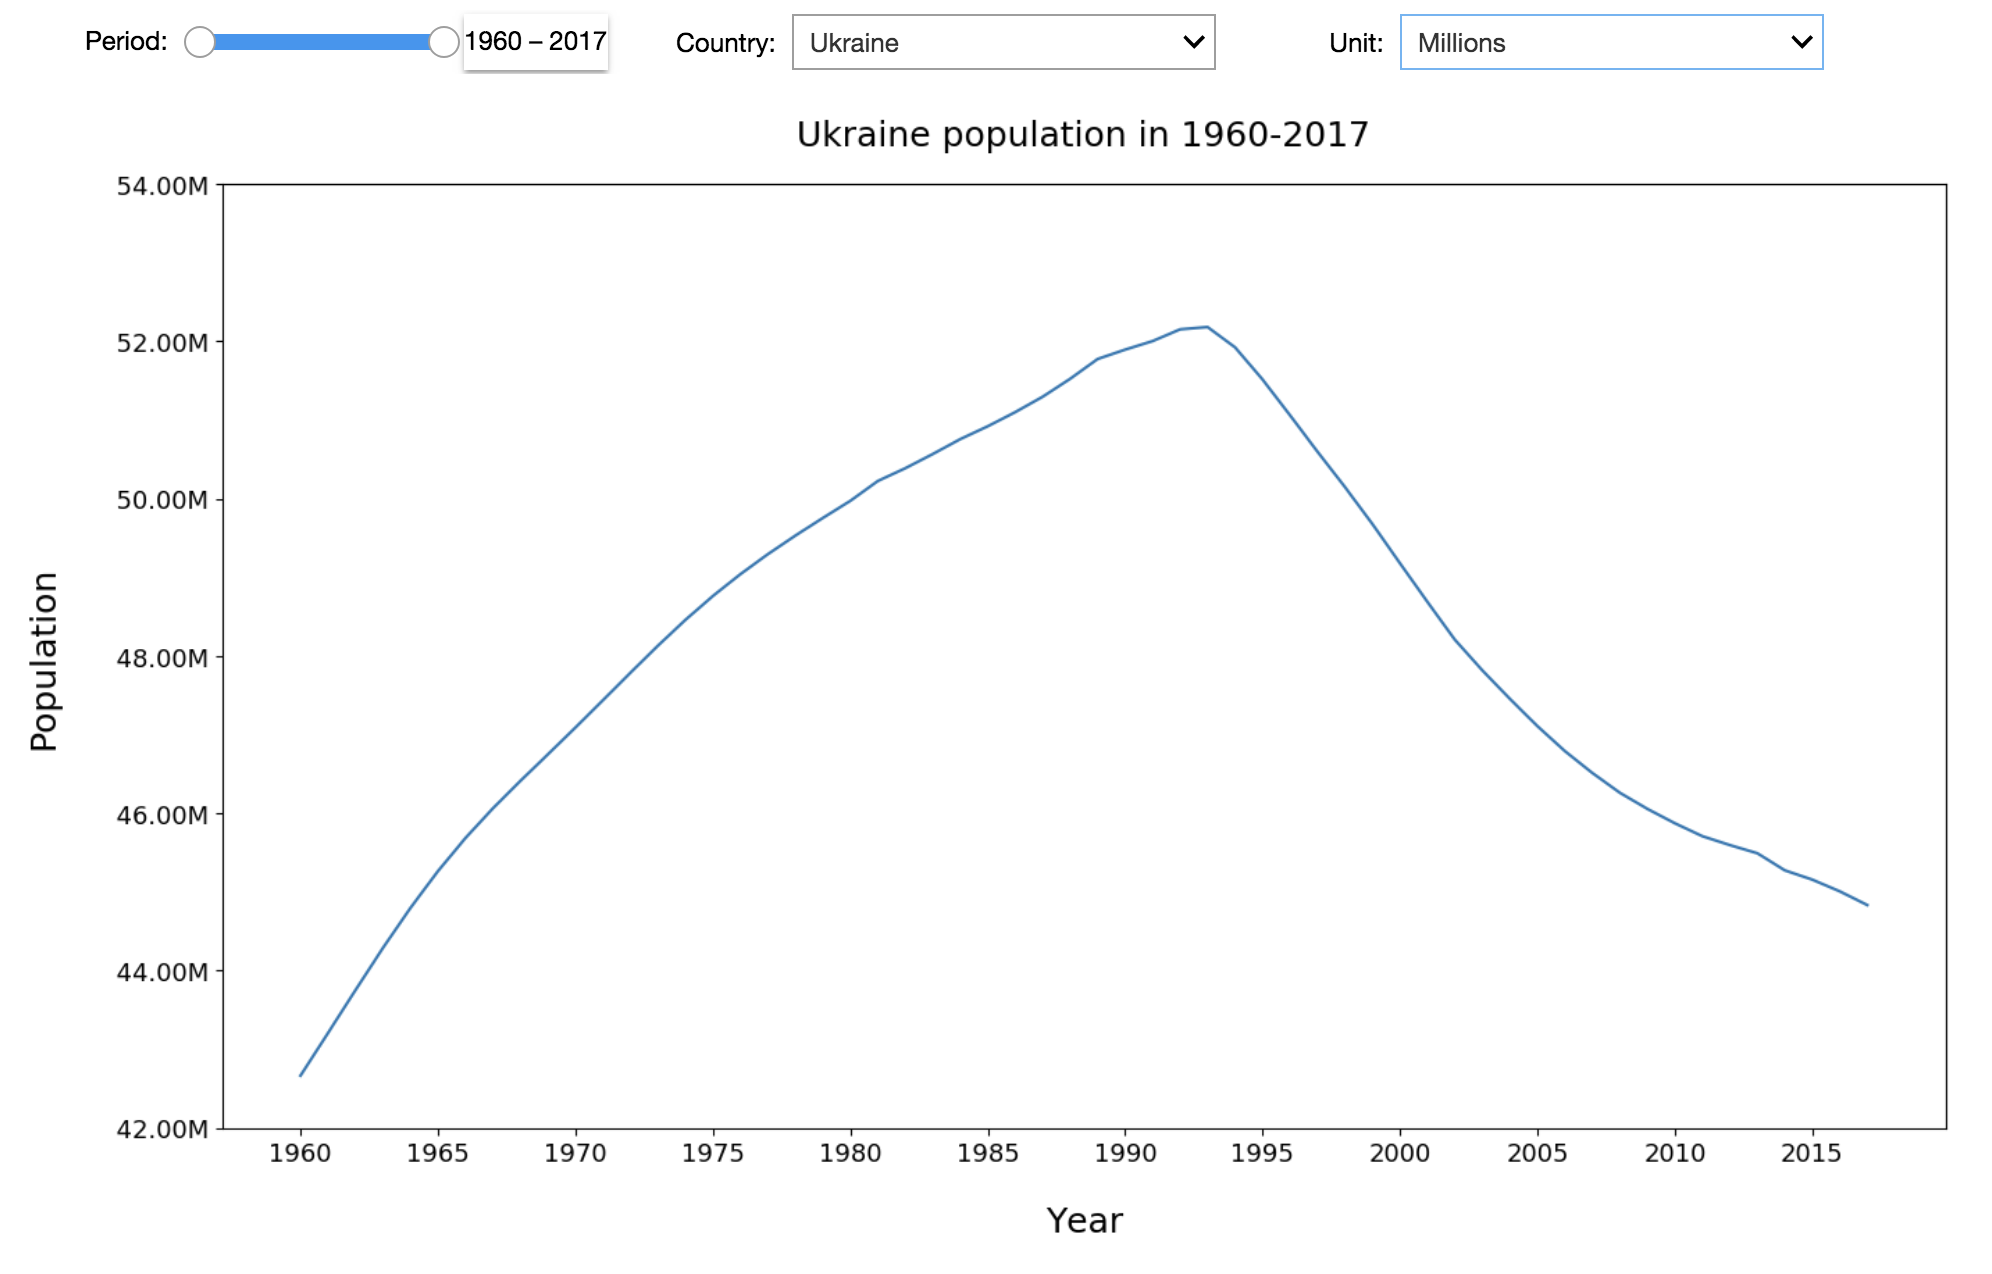 Period: 1960 – 2017 Country: Ukraine Unit: Millions
Ukraine population in 1960-2017
54.00M
52.00M
50.00M
48.00M
46.00M
44.00M
42.00M
Population
1960 1965 1970 1975 1980 1985 1990 1995 2000 2005 2010 2015
Year